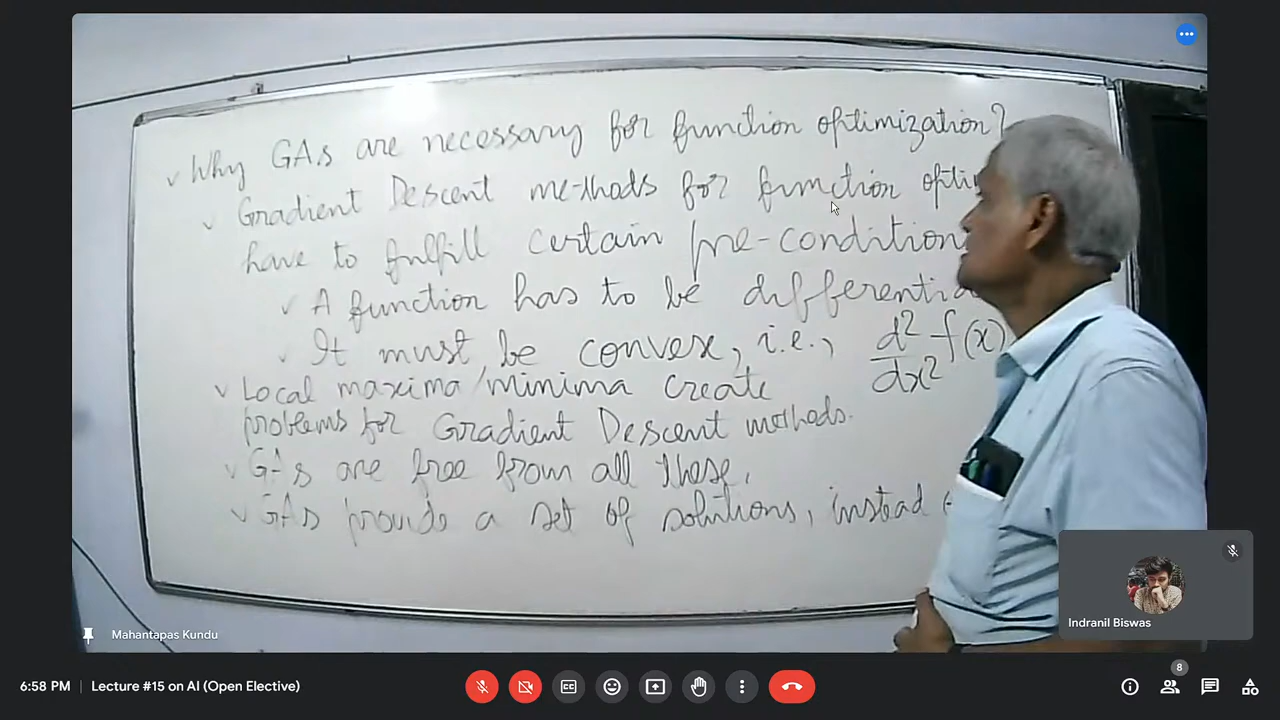 Why GAs are necessary for function optimization?
Gradient Descent methods for function opti
have to fulfill certain pre-condition
A function has to be differentia
It must be convex, i.e., d²/dx² f(x)
Local maxima/minima create
problems for Gradient Descent methods.
GAs are free from all these.
GAs provide a set of solutions, instead
Indranil Biswas
Mahantapas Kundu
8
6:58 PM | Lecture #15 on AI (Open Elective)